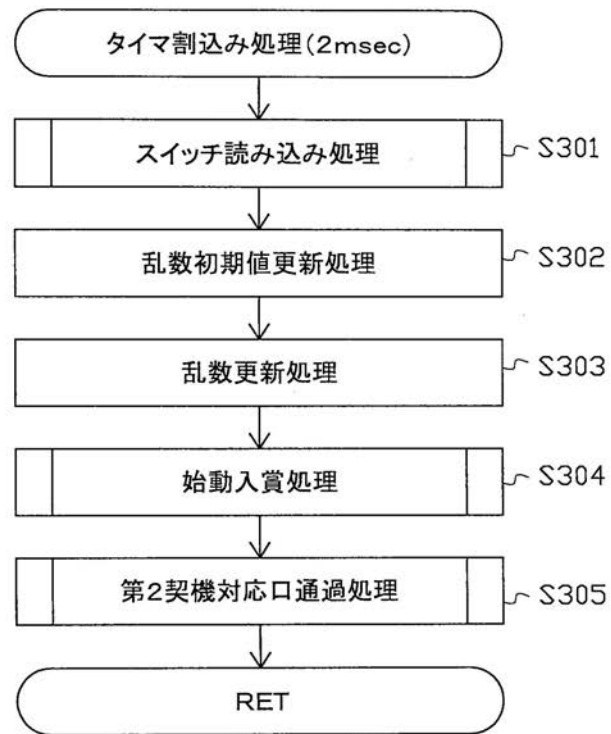 タイマ割込み処理(2msec)
スイッチ読み込み処理
S301
乱数初期値更新処理
S302
乱数更新処理
S303
始動入賞処理
S304
第2契機対応口通過処理
S305
RET